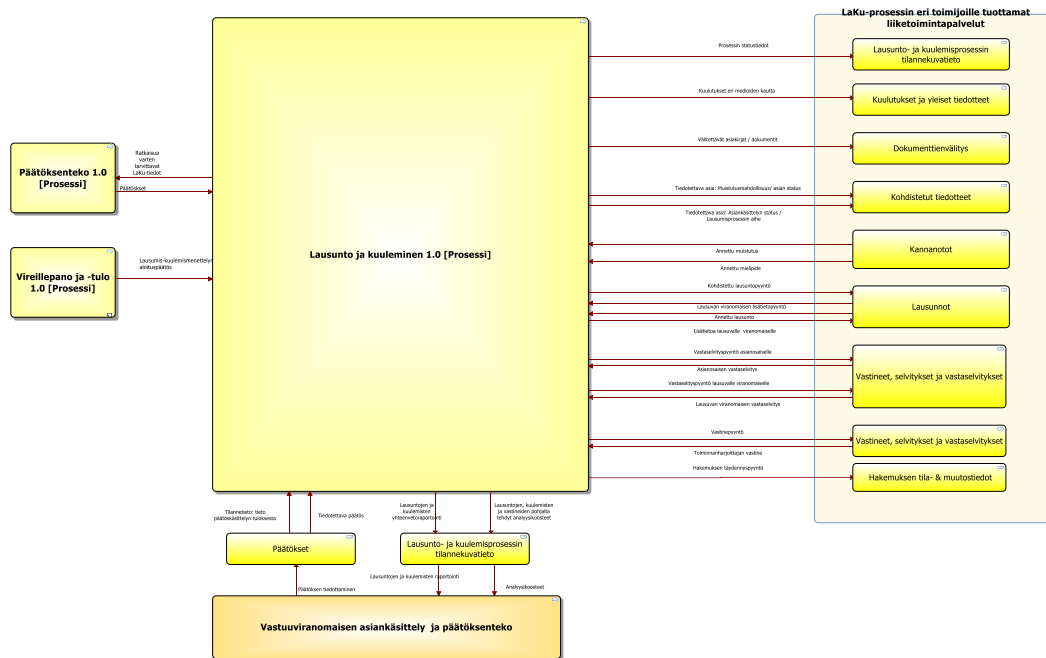 LaKu-prosessin eri toimijoille tuottamat
liiketoimintapalvelut
Prosessin statustiedot
Lausunto- ja kuulemisprosessin
tilannekuvatieto
Kuulutukset eri medioiden kautta
Kuulutukset ja yleiset tiedotteet
Välitettävät asiakirjat / dokumentit
Dokumenttienvälitys
Ratkaisua
varten
tarvittavat
LaKu-tiedot
Päätöksenteko 1.0
[Prosessi]
Päätöskset
Tiedotettava asia: Muistutusmahdollisuus/ asian status
Kohdistetut tiedotteet
Tiedotettava asia: Asiankäsittelyn status /
Lausumisprosessin aihe
Lausunto ja kuuleminen 1.0 [Prosessi]
Annettu muistutus
Kannanotot
Annettu mielipide
Lausumis-kuulemismenettelyn
aloituspäätös
Vireillepano ja -tulo
1.0 [Prosessi]
Kohdistettu lausuntopyyntö
Lausuvan viranomaisen lisätietopyyntö
Lausunnot
Annettu lausunto
Lisätietoa lausuvalle viranomaiselle
Vastaselvityspyyntö asianosaiselle
Asianosaisen vastaselvitys
Vastineet, selvitykset ja vastaselvitykset
Vastaselityspyyntö lausuvalle viranomaiselle
Lausuvan viranomaisen vastaselvitys
Vastinepyyntö
Vastineet, selvitykset ja vastaselvitykset
Toiminnanharjoittajan vastine
Hakemuksen täydennyspyyntö
Hakemuksen tila- & muutostiedot
Tilannetieto: tieto
päätöskäsittelyn tuloksesta
Tiedotettava päätös
Lausuntojen ja
kuulemisten
yhteenvetoraportointi
Lausuntojen, kuulemisten
ja vastineiden pohjalta
tehdyt analyysikoosteet
Päätökset
Lausunto- ja kuulemisprosessin
tilannekuvatieto
Lausuntojen ja kuulemisten raportointi
Päätöksen tiedottaminen
Analyysikoosteet
Vastuuviranomaisen asiankäsittely ja päätöksenteko